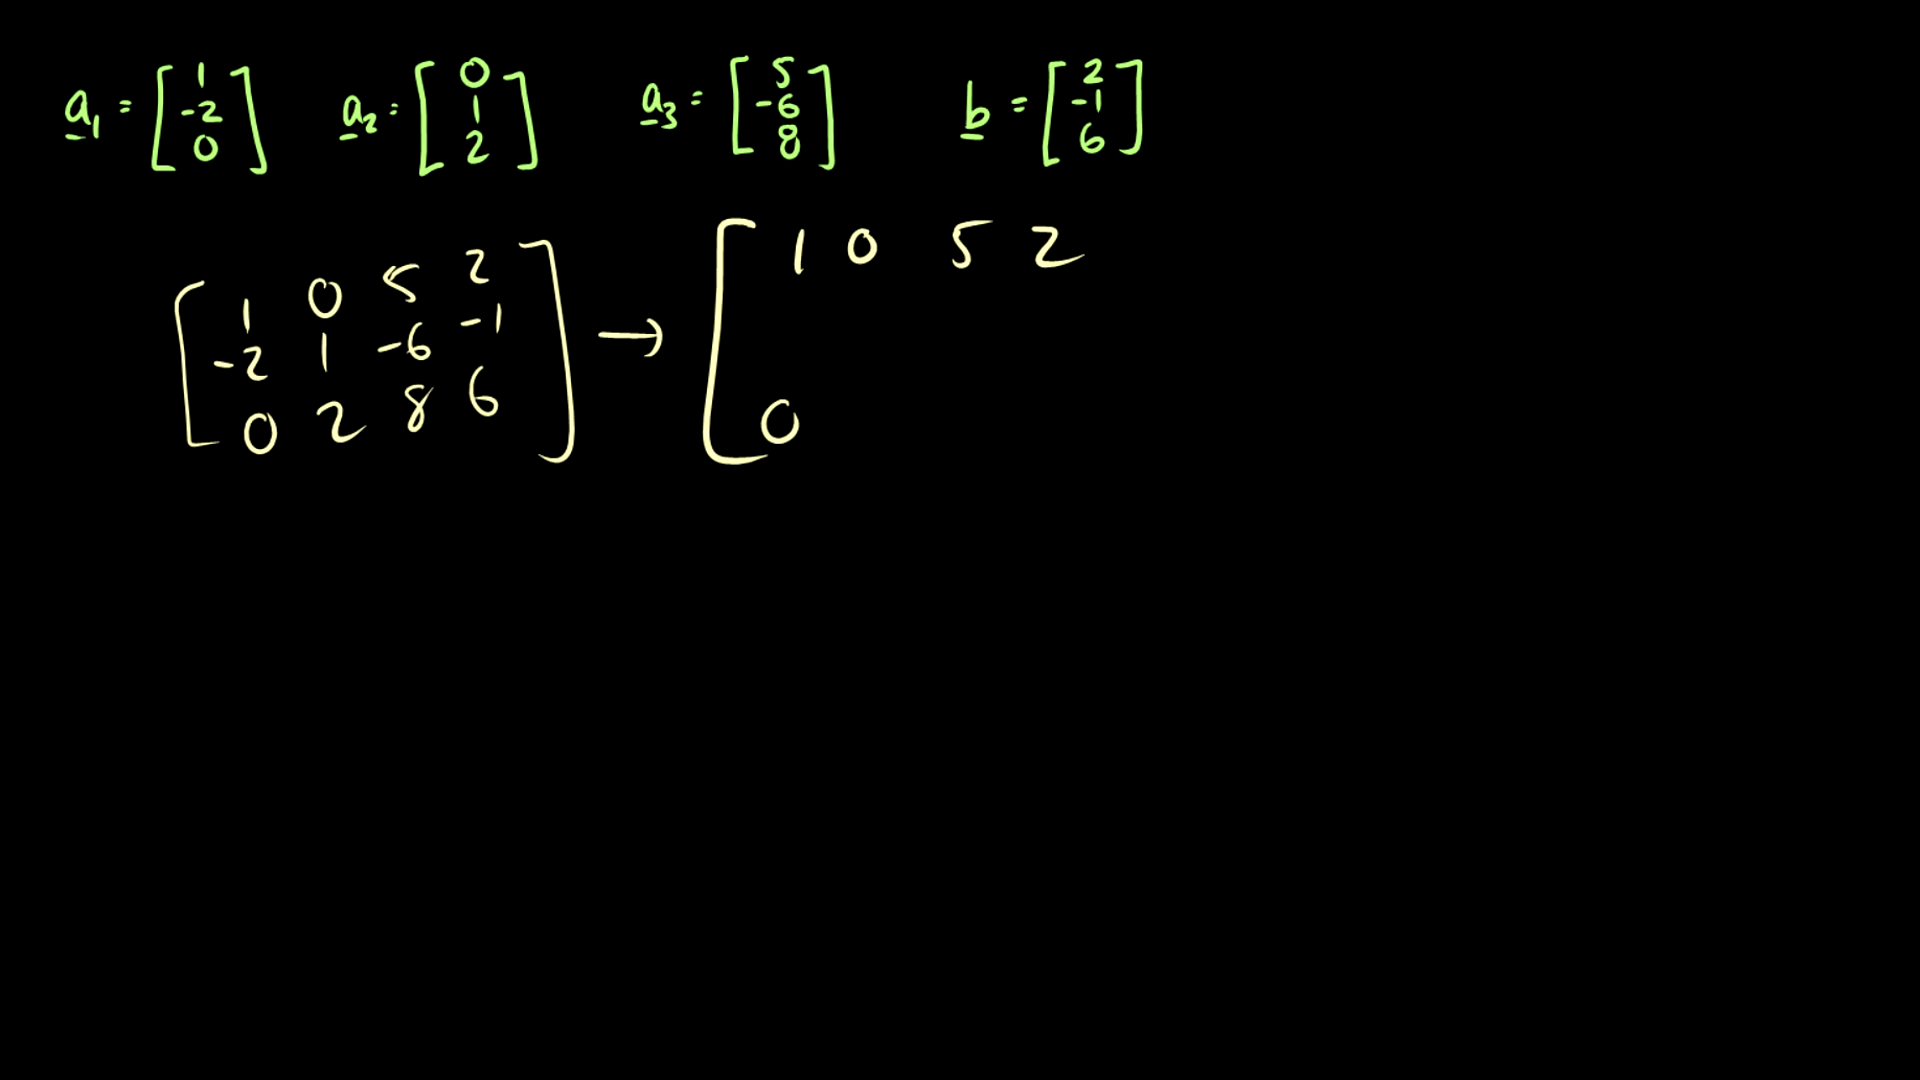 a₁ = [1 -2 0] a₂ = [0 1 2] a₃ = [5 -6 8] b = [2 -1 6]
[1 0 5 2 → [1 0 5 2
-2 1 -6 -1
0 2 8 6] 0